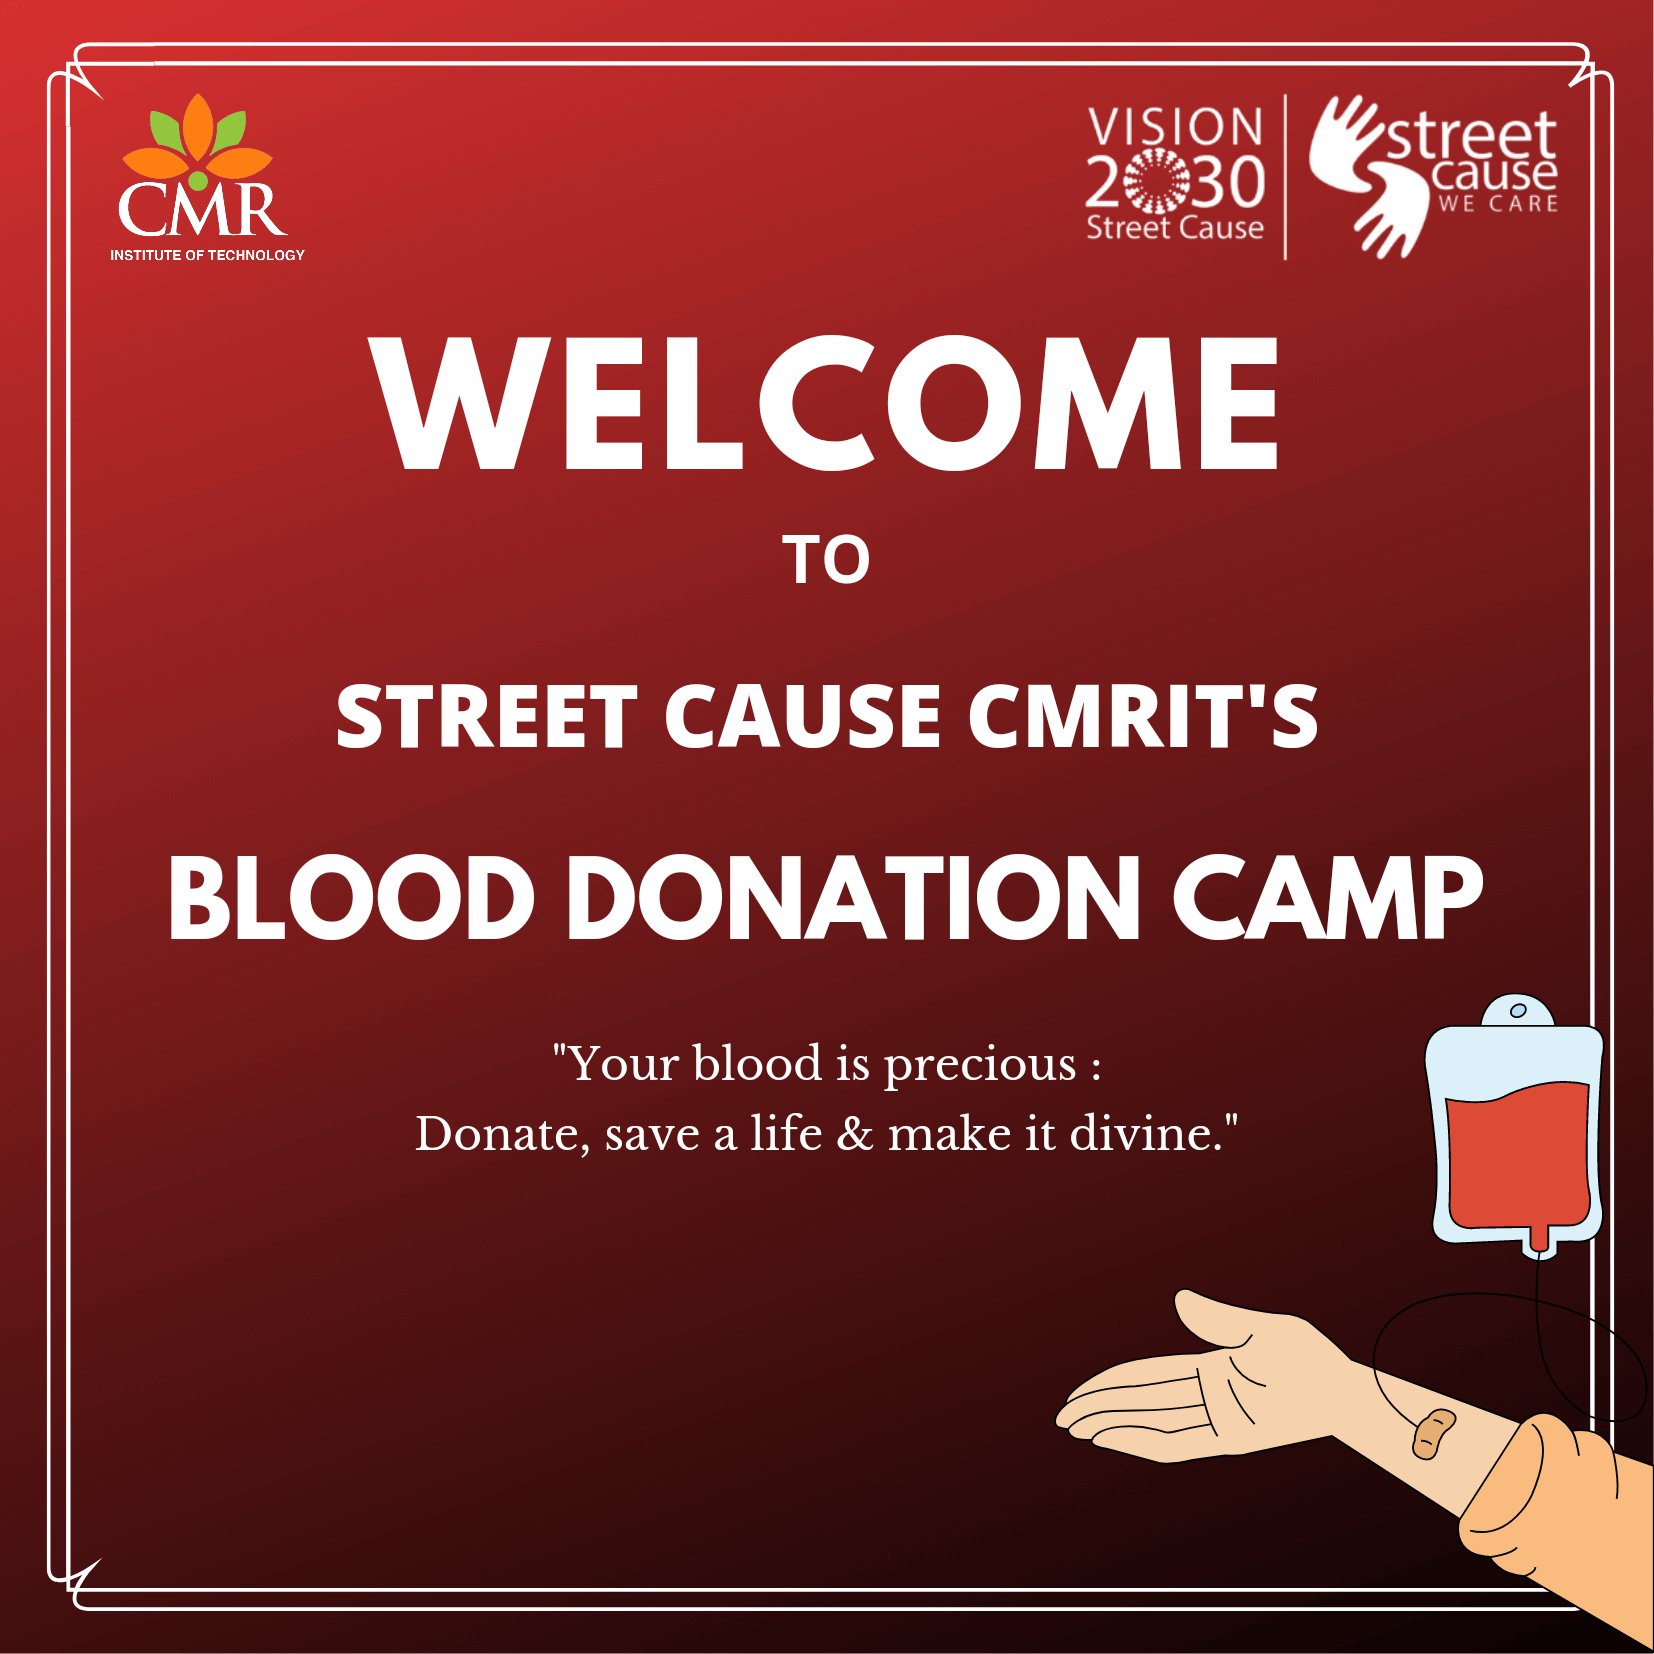 CMR
INSTITUTE OF TECHNOLOGY
VISION
2030
Street Cause
street
cause
WE CARE
WELCOME
TO
STREET CAUSE CMRIT'S
BLOOD DONATION CAMP
"Your blood is precious :
Donate, save a life & make it divine."